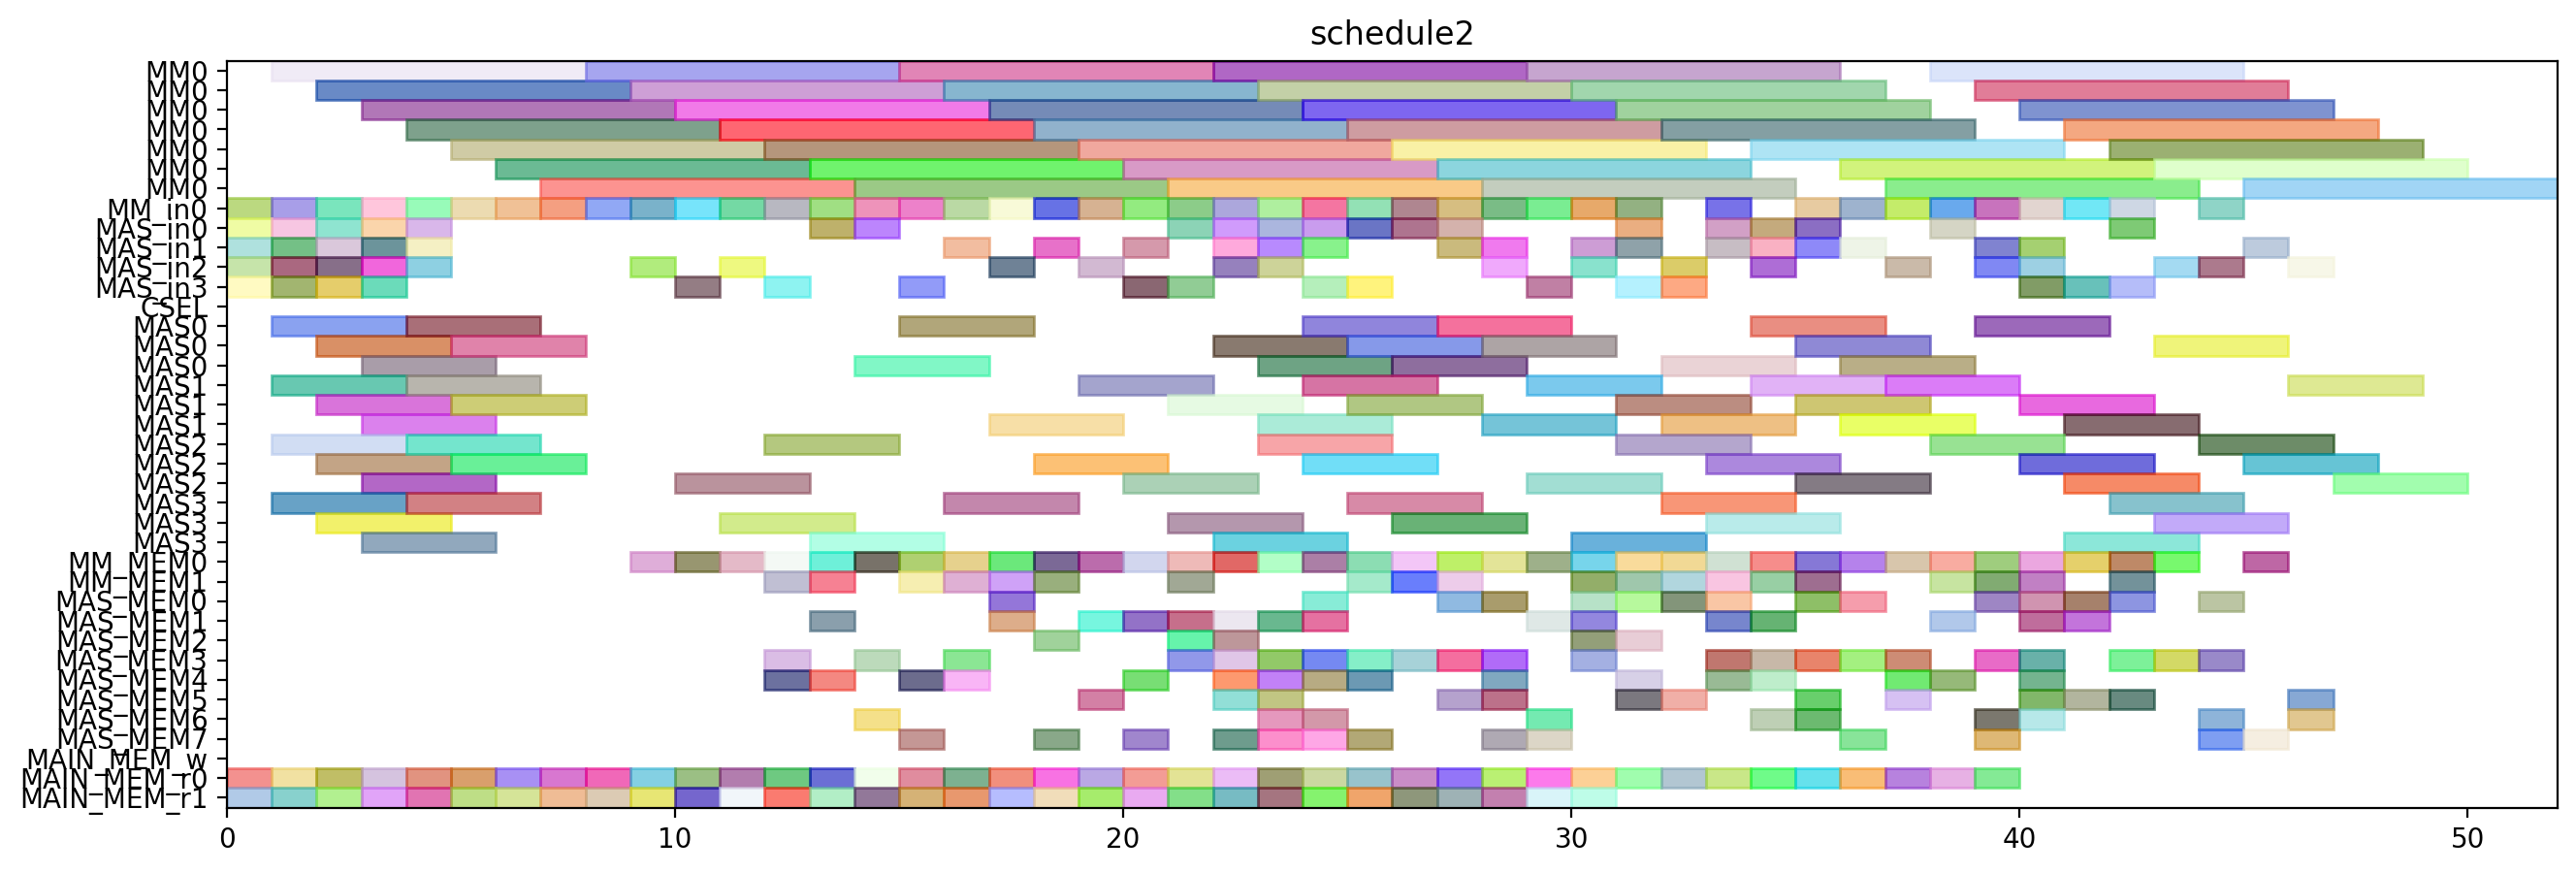 schedule2
MM0
MM0
MM0
MM0
MM0
MM0
MM0
MM_in0
MAS_in0
MAS_in1
MAS_in2
MAS_in3
CSEL
MAS0
MAS0
MAS0
MAS1
MAS1
MAS1
MAS2
MAS2
MAS2
MAS3
MAS3
MAS3
MM_MEM0
MM_MEM1
MAS_MEM0
MAS_MEM1
MAS_MEM2
MAS_MEM3
MAS_MEM4
MAS_MEM5
MAS_MEM6
MAS_MEM7
MAIN_MEM_w
MAIN_MEM_r0
MAIN_MEM_r1
0 10 20 30 40 50